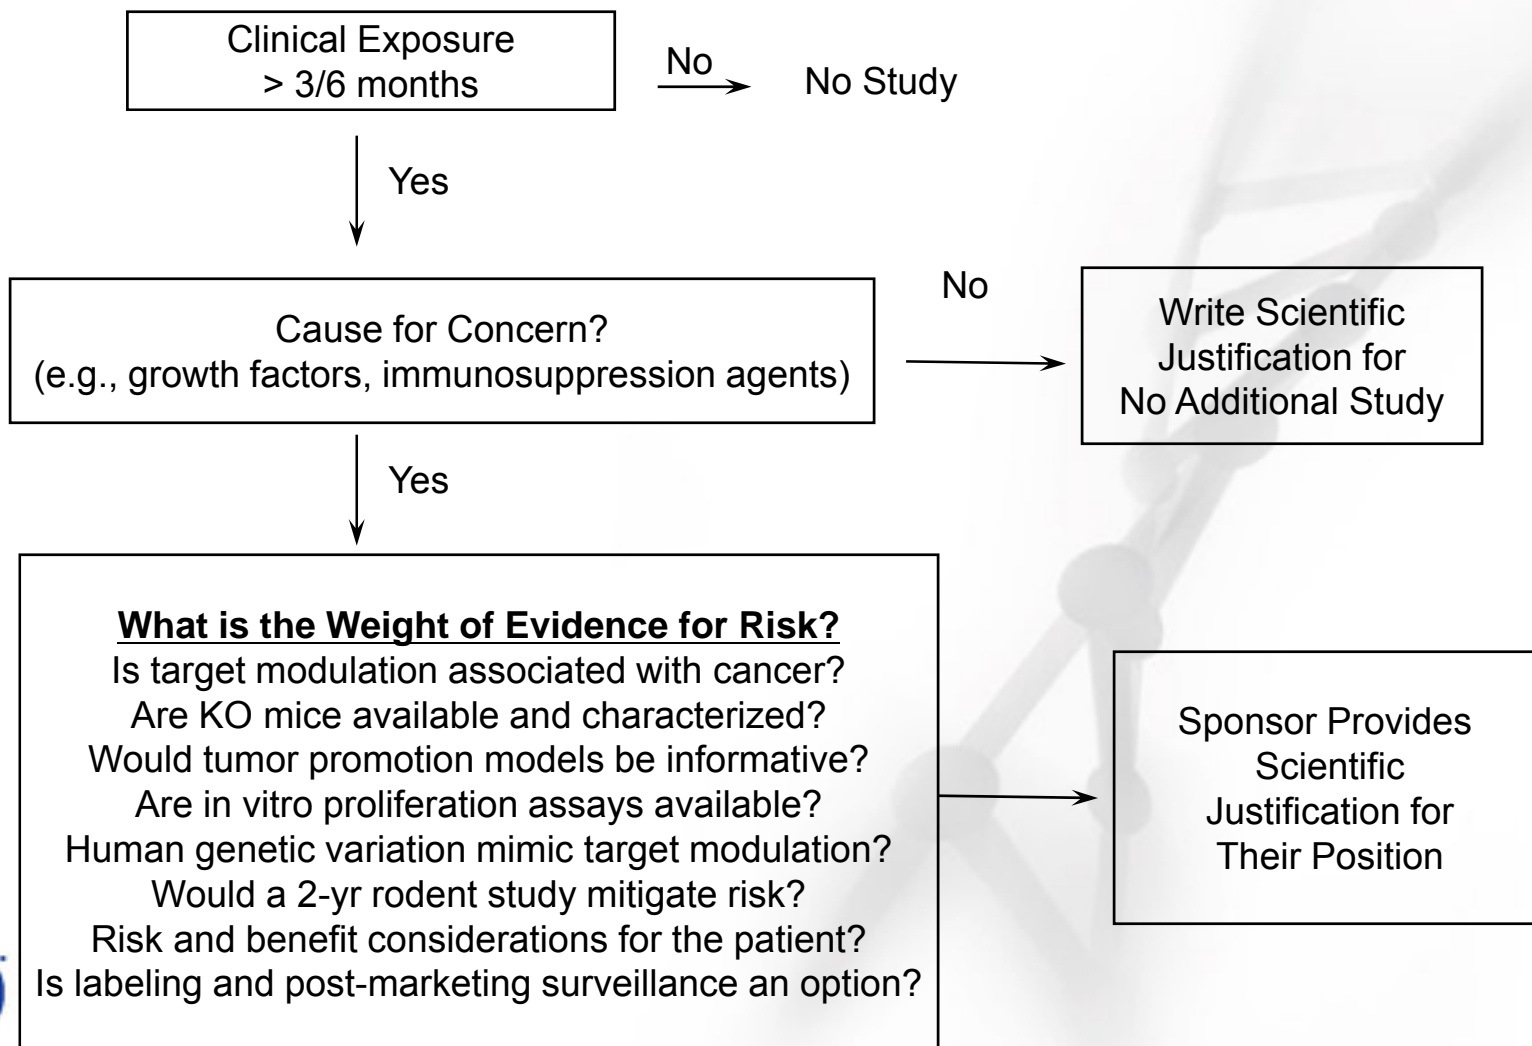 Clinical Exposure
> 3/6 months
No
No Study
Yes
Cause for Concern?
(e.g., growth factors, immunosuppression agents)
No
Write Scientific
Justification for
No Additional Study
Yes
What is the Weight of Evidence for Risk?
Is target modulation associated with cancer?
Are KO mice available and characterized?
Would tumor promotion models be informative?
Are in vitro proliferation assays available?
Human genetic variation mimic target modulation?
Would a 2-yr rodent study mitigate risk?
Risk and benefit considerations for the patient?
Is labeling and post-marketing surveillance an option?
Sponsor Provides
Scientific
Justification for
Their Position